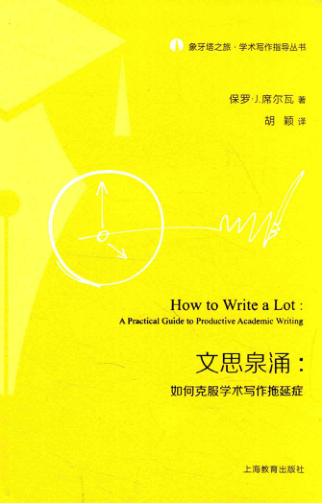 象牙塔之旅·学术写作指导丛书
保罗·J.席尔瓦 著
胡 颖 译
How to Write a Lot :
A Practical Guide to Productive Academic Writing
文思泉涌：
如何克服学术写作拖延症
上海教育出版社